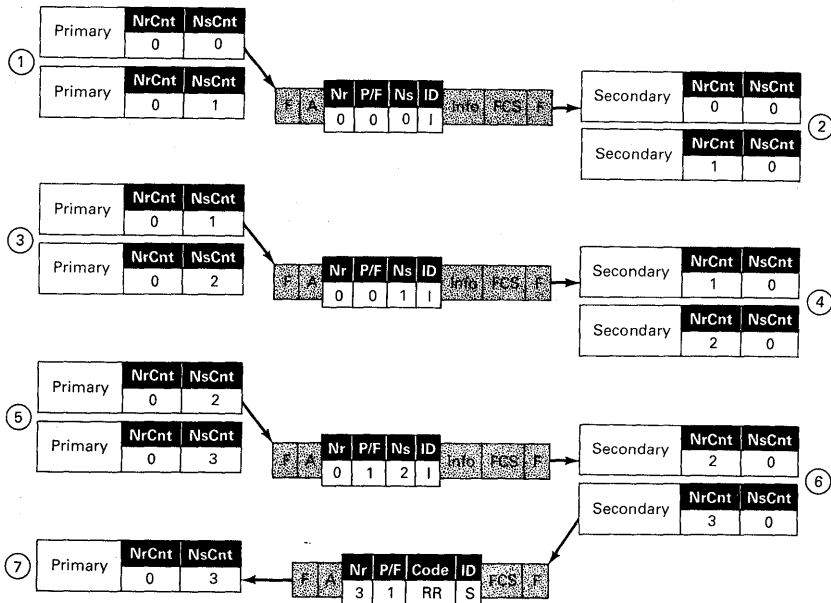 NrCnt NsCnt
Primary 0 0
①
NrCnt NsCnt
Primary 0 1
F A Nr P/F Ns ID Info FCS F
0 0 0 I
NrCnt NsCnt
Secondary 0 0
②
NrCnt NsCnt
Secondary 1 0
NrCnt NsCnt
Primary 0 1
③
NrCnt NsCnt
Primary 0 2
F A Nr P/F Ns ID Info FCS F
0 0 1 I
NrCnt NsCnt
Secondary 1 0
④
NrCnt NsCnt
Secondary 2 0
NrCnt NsCnt
Primary 0 2
⑤
NrCnt NsCnt
Primary 0 3
F A Nr P/F Ns ID Info FCS F
0 1 2 I
NrCnt NsCnt
Secondary 2 0
⑥
NrCnt NsCnt
Secondary 3 0
NrCnt NsCnt
⑦ Primary 0 3
F A Nr P/F Code ID FCS F
3 1 RR S